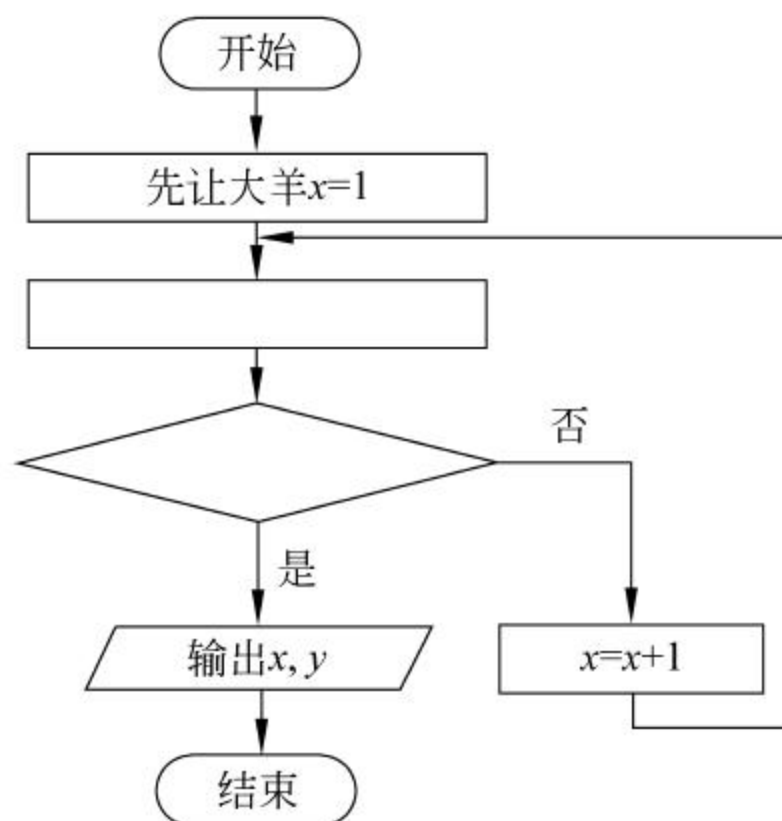 开始
先让大羊x=1
否
是
输出x, y
x=x+1
结束